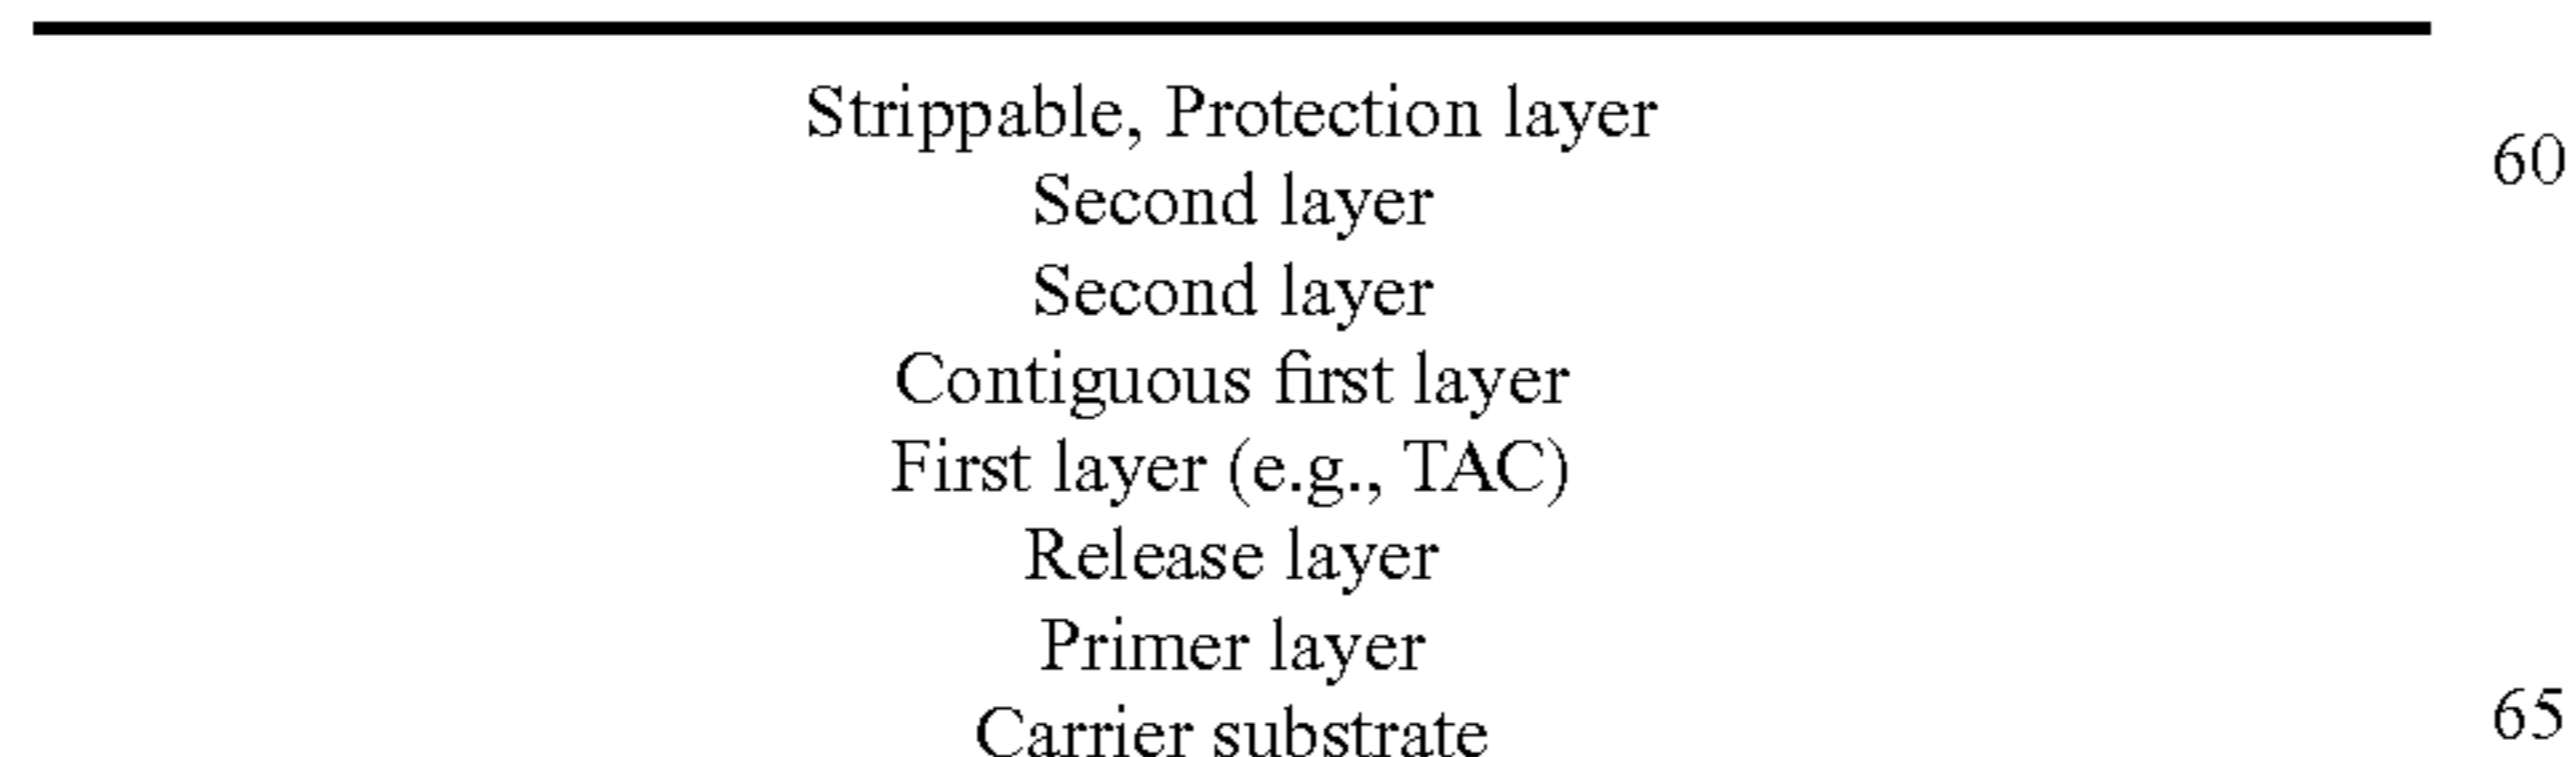 Strippable, Protection layer
60
Second layer
Second layer
Contiguous first layer
First layer (e.g., TAC)
Release layer
Primer layer
Carrier substrate
65